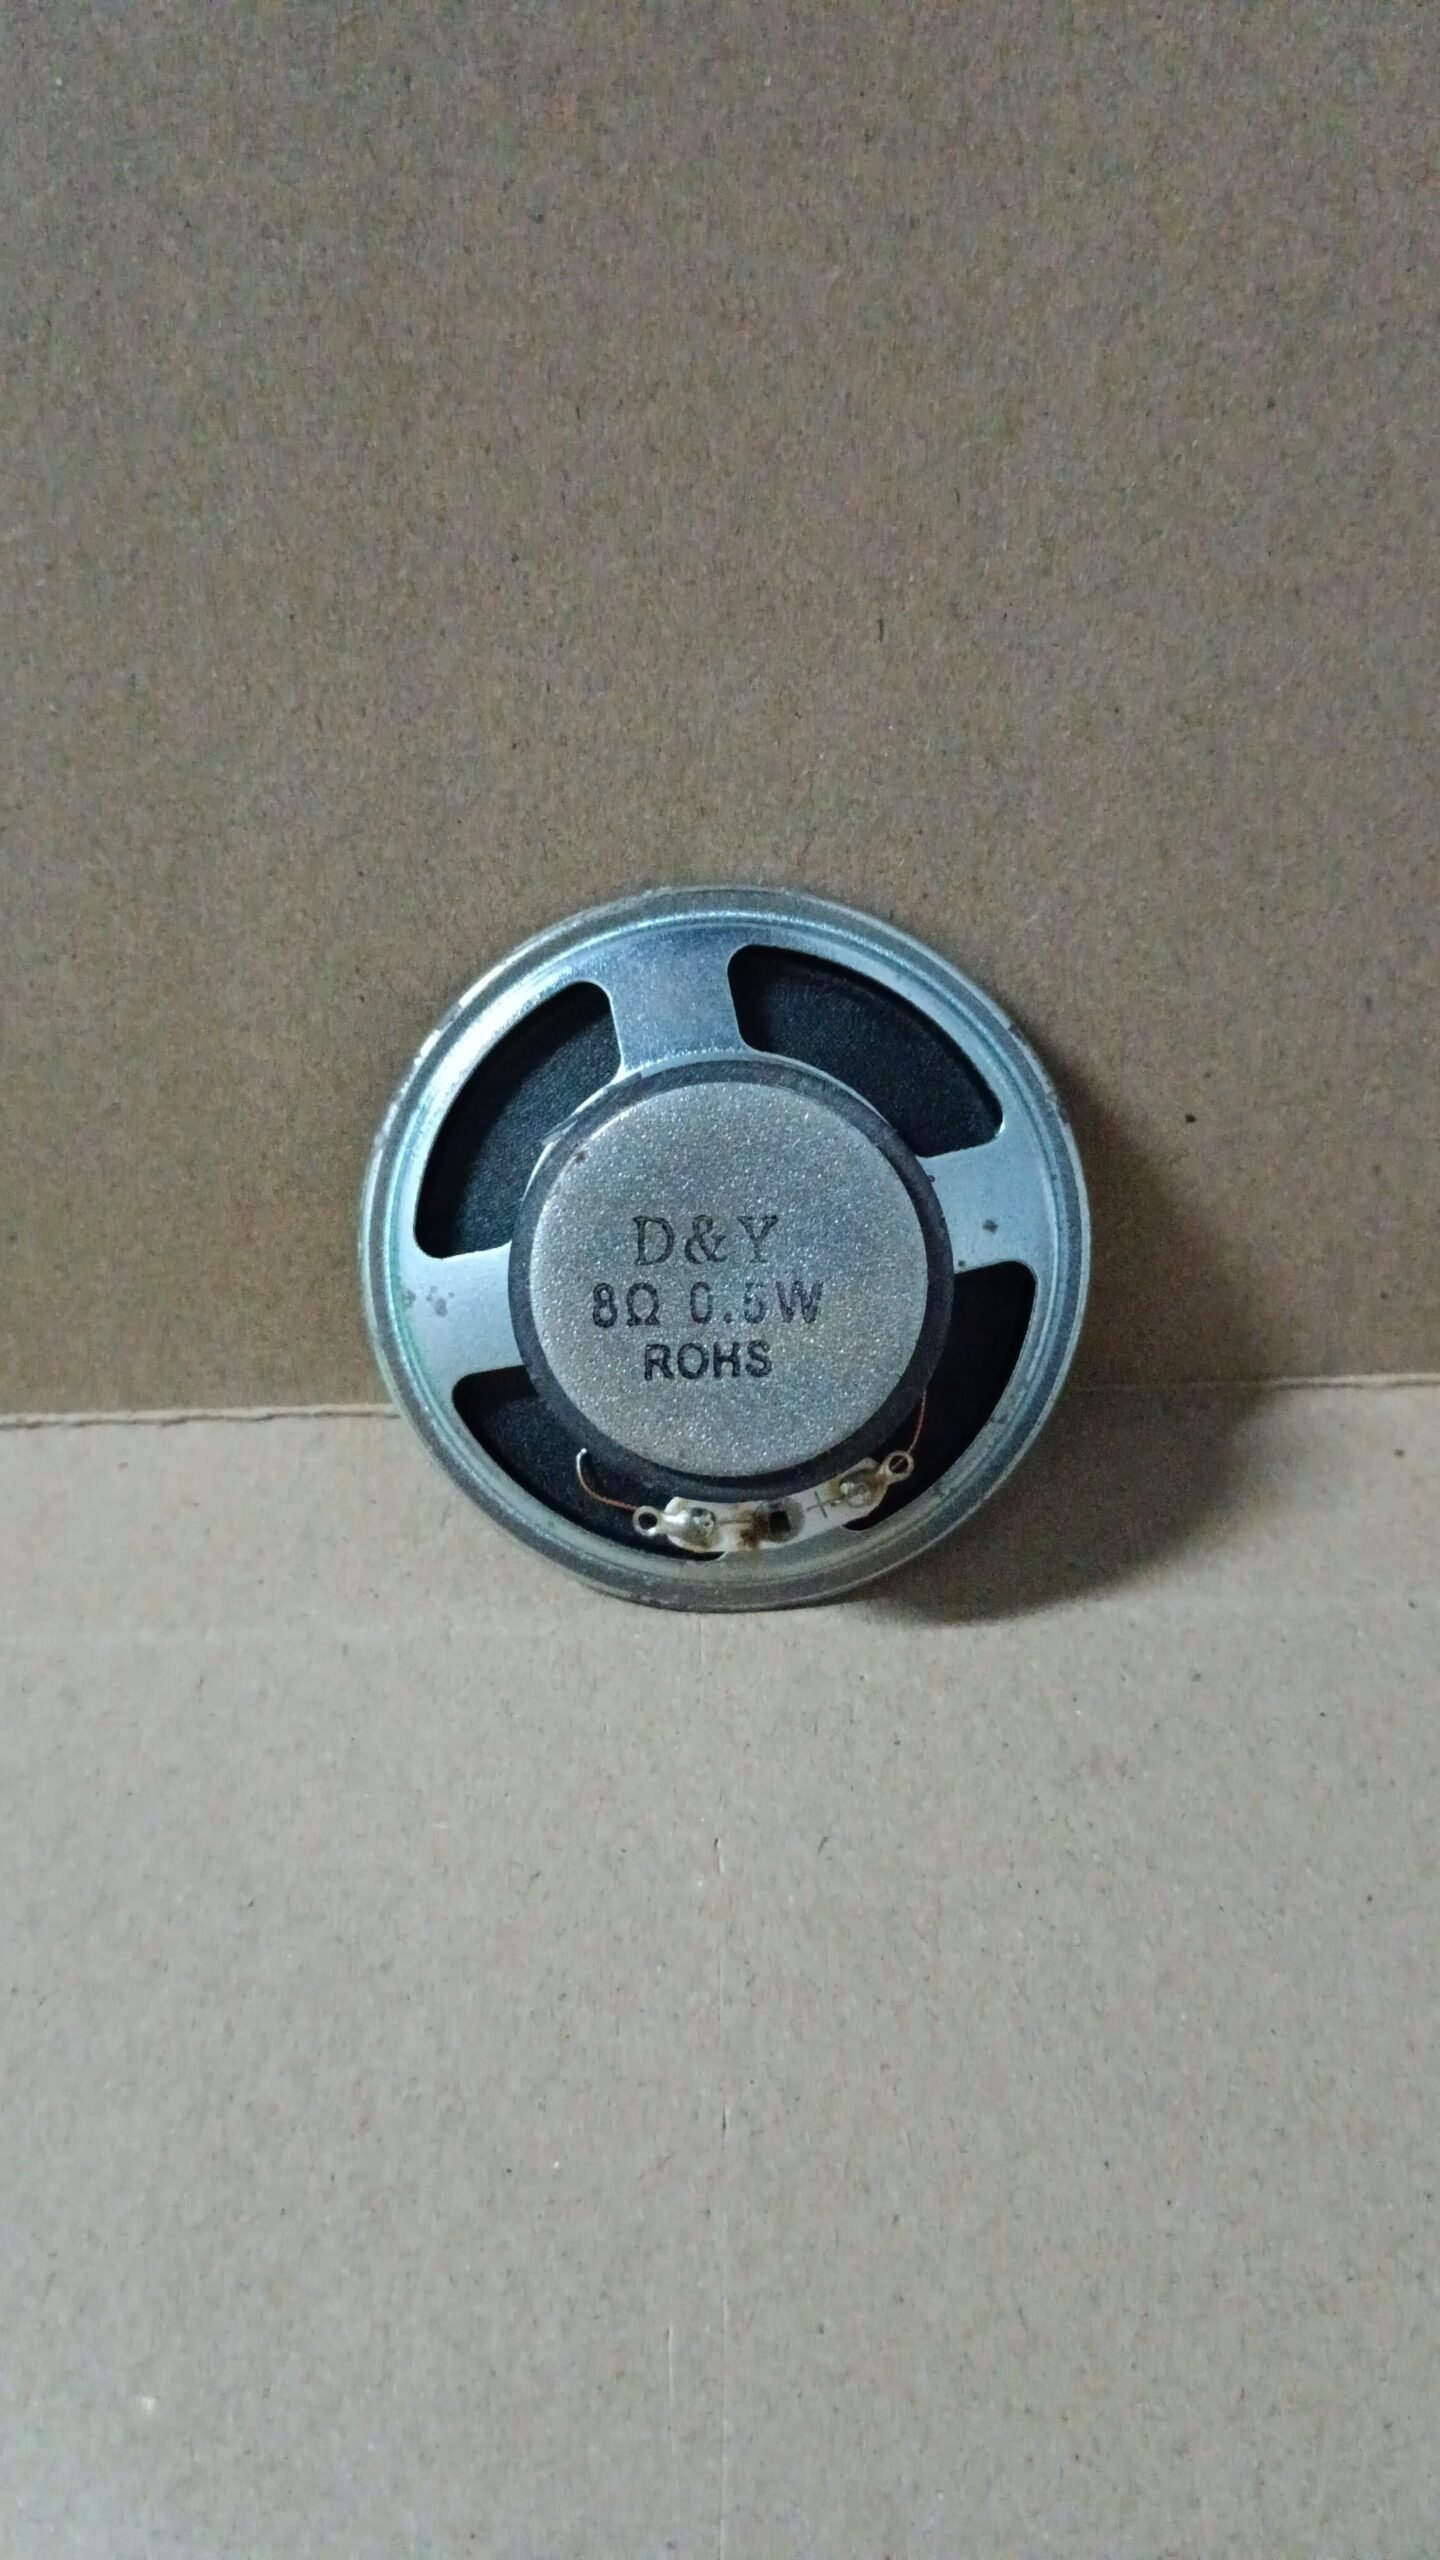 D&Y
8Ω 0.5W
ROHS
- +